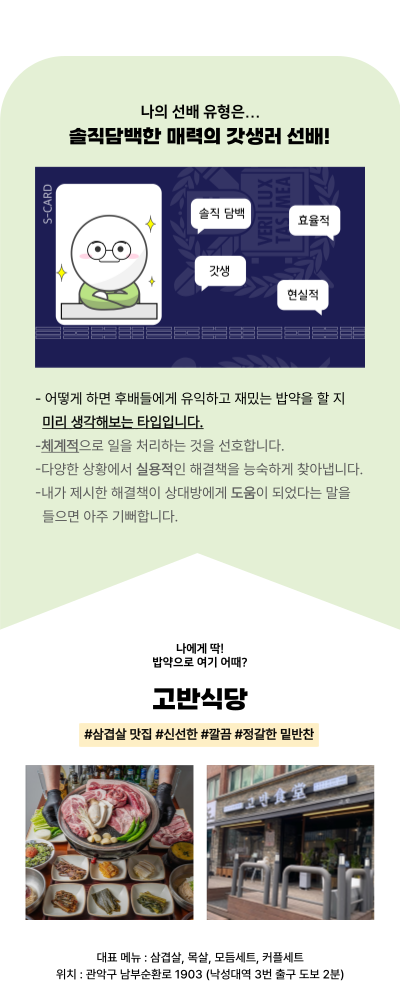 나의 선배 유형은...
솔직담백한 매력의 갓생러 선배!
S-CARD
VERI LUX
TAS MEA
솔직 담백
효율적
갓생
현실적
- 어떻게 하면 후배들에게 유익하고 재밌는 밥약을 할 지
미리 생각해보는 타입입니다.
-체계적으로 일을 처리하는 것을 선호합니다.
-다양한 상황에서 실용적인 해결책을 능숙하게 찾아냅니다.
-내가 제시한 해결책이 상대방에게 도움이 되었다는 말을
들으면 아주 기뻐합니다.
나에게 딱!
밥약으로 여기 어때?
고반식당
#삼겹살 맛집 #신선한 #깔끔 #정갈한 밑반찬
고반食堂
대표 메뉴 : 삼겹살, 목살, 모듬세트, 커플세트
위치 : 관악구 남부순환로 1903 (낙성대역 3번 출구 도보 2분)